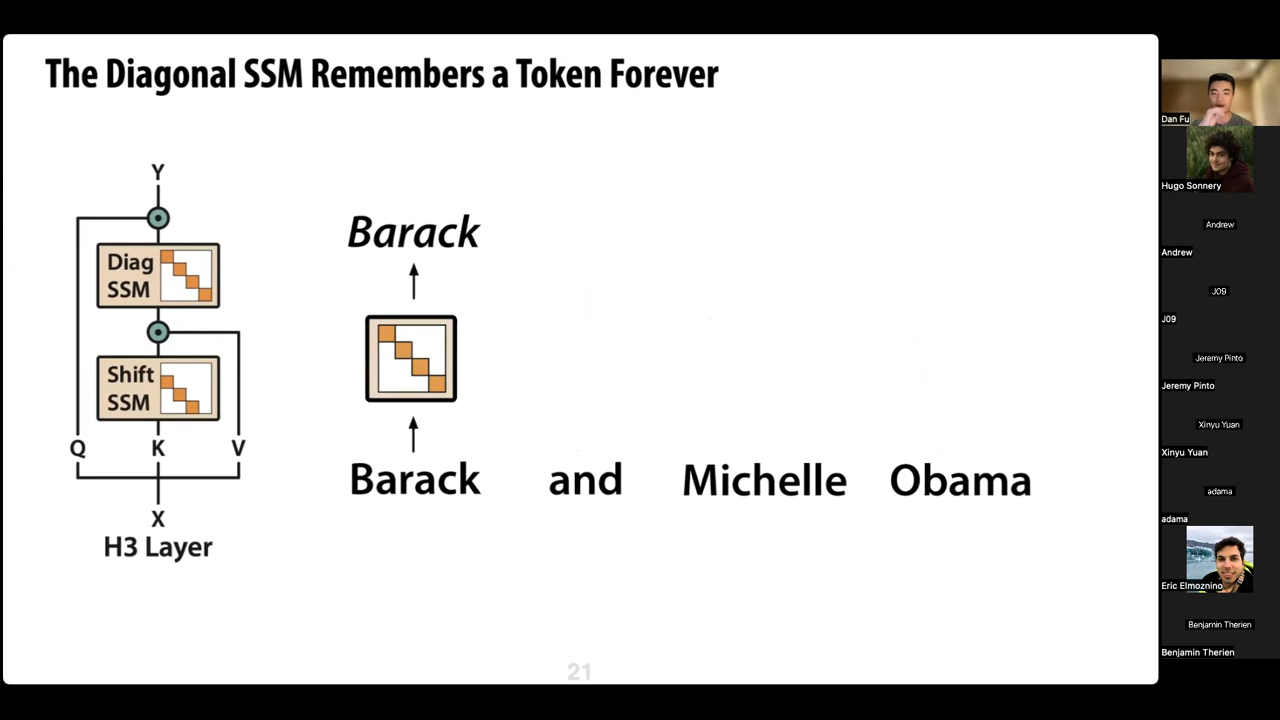 The Diagonal SSM Remembers a Token Forever
Y
Diag
SSM
Shift
SSM
Q K V
X
H3 Layer
Barack
Barack and Michelle Obama
21
Dan Fu
Hugo Sonnery
Andrew
Andrew
J09
J09
Jeremy Pinto
Jeremy Pinto
Xinyu Yuan
Xinyu Yuan
adama
adama
Eric Elmoznino
Benjamin Therien
Benjamin Therien